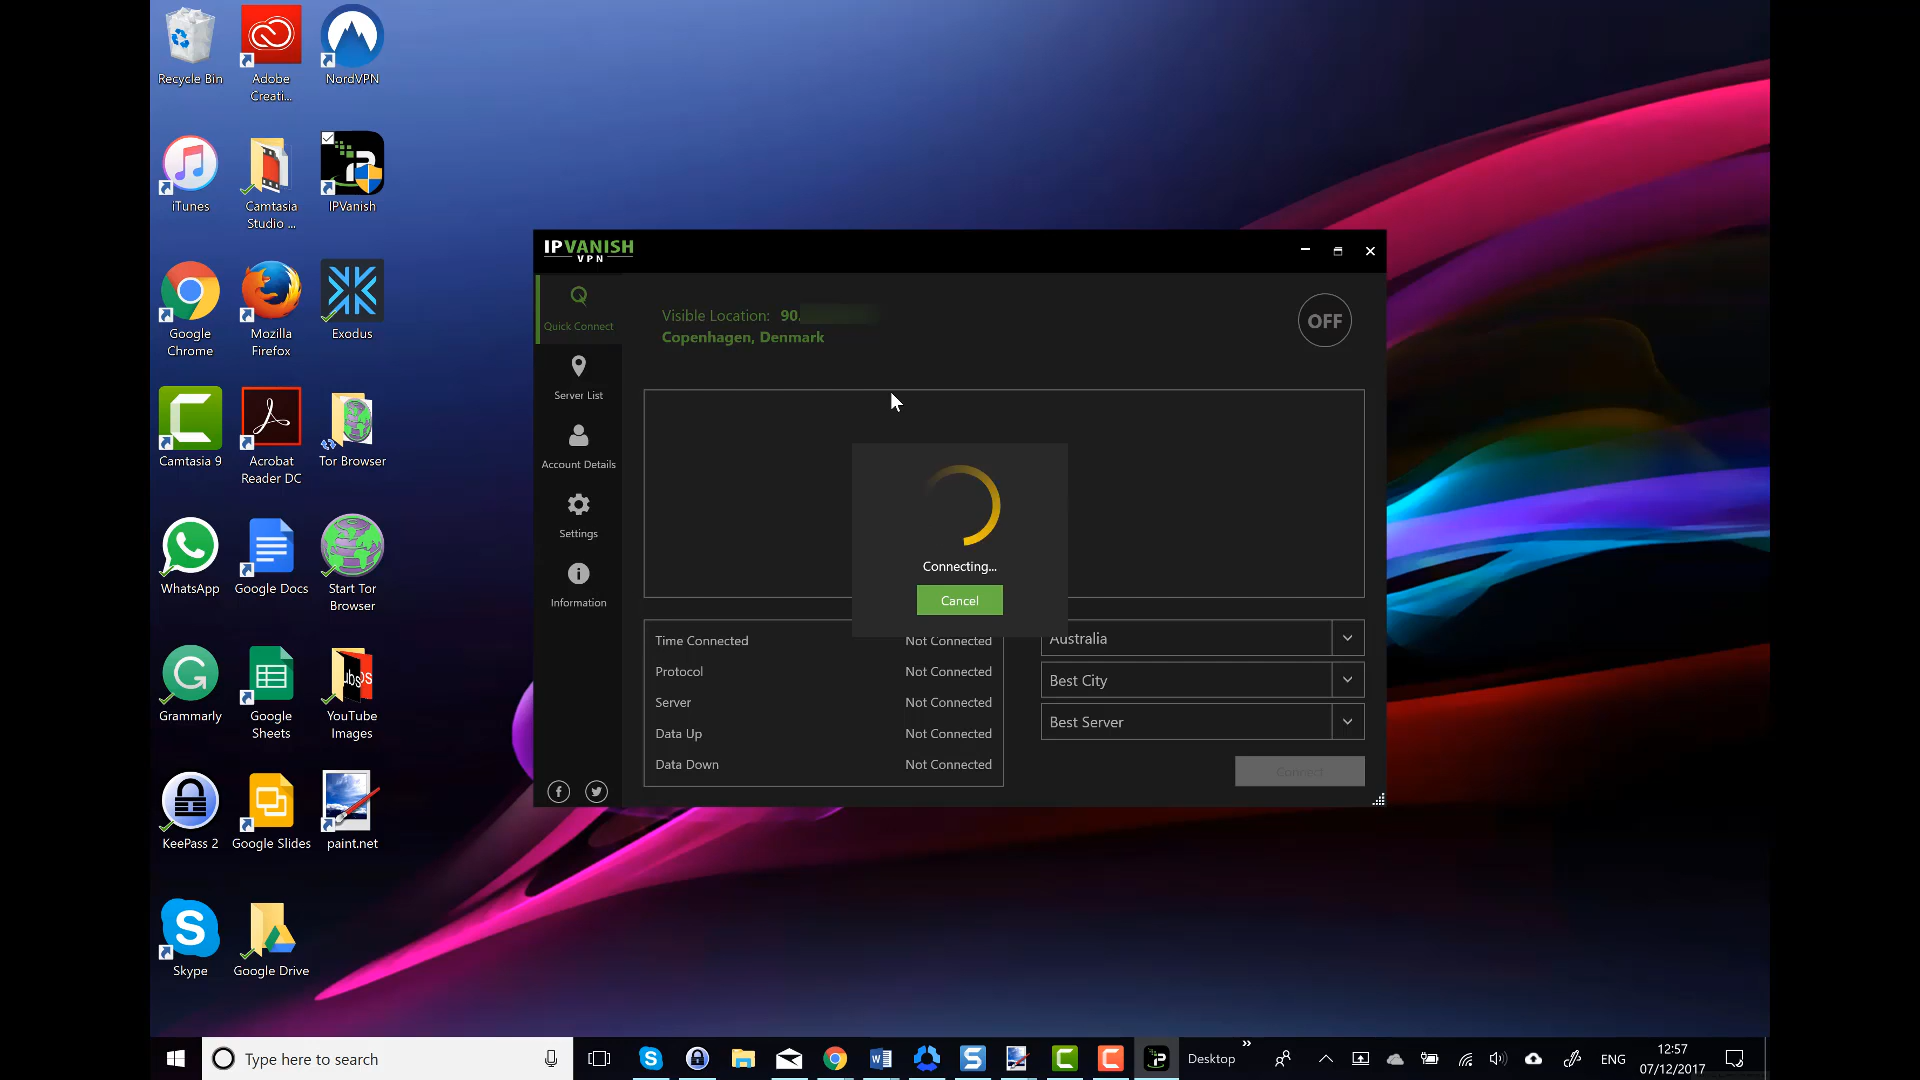 Recycle Bin
Adobe
Creati...
NordVPN
iTunes
Camtasia
Studio ...
IPVanish
Google
Chrome
Mozilla
Firefox
Exodus
Camtasia 9
Acrobat
Reader DC
Tor Browser
WhatsApp
Google Docs
Start Tor
Browser
Grammarly
Google
Sheets
YouTube
Images
KeePass 2
Google Slides
paint.net
Skype
Google Drive
IPVANISH
VPN
Quick Connect
Server List
Account Details
Settings
Information
Visible Location: 90.
Copenhagen, Denmark
OFF
Connecting...
Cancel
Time Connected Not Connected
Protocol Not Connected
Server Not Connected
Data Up Not Connected
Data Down Not Connected
Australia
Best City
Best Server
Connect
Type here to search
Desktop
ENG
12:57
07/12/2017